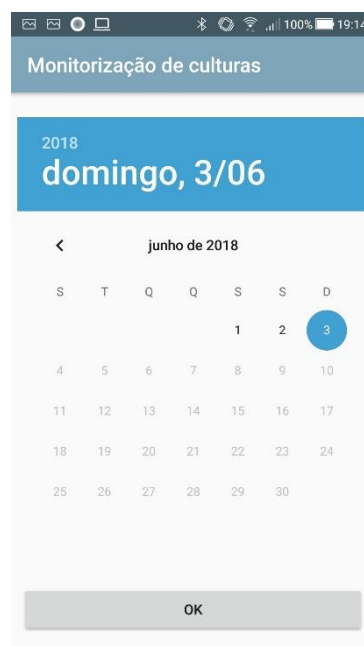 100% 19:14
Monitorização de culturas
2018
domingo, 3/06
junho de 2018
S T Q Q S S D
1 2 3
4 5 6 7 8 9 10
11 12 13 14 15 16 17
18 19 20 21 22 23 24
25 26 27 28 29 30
OK